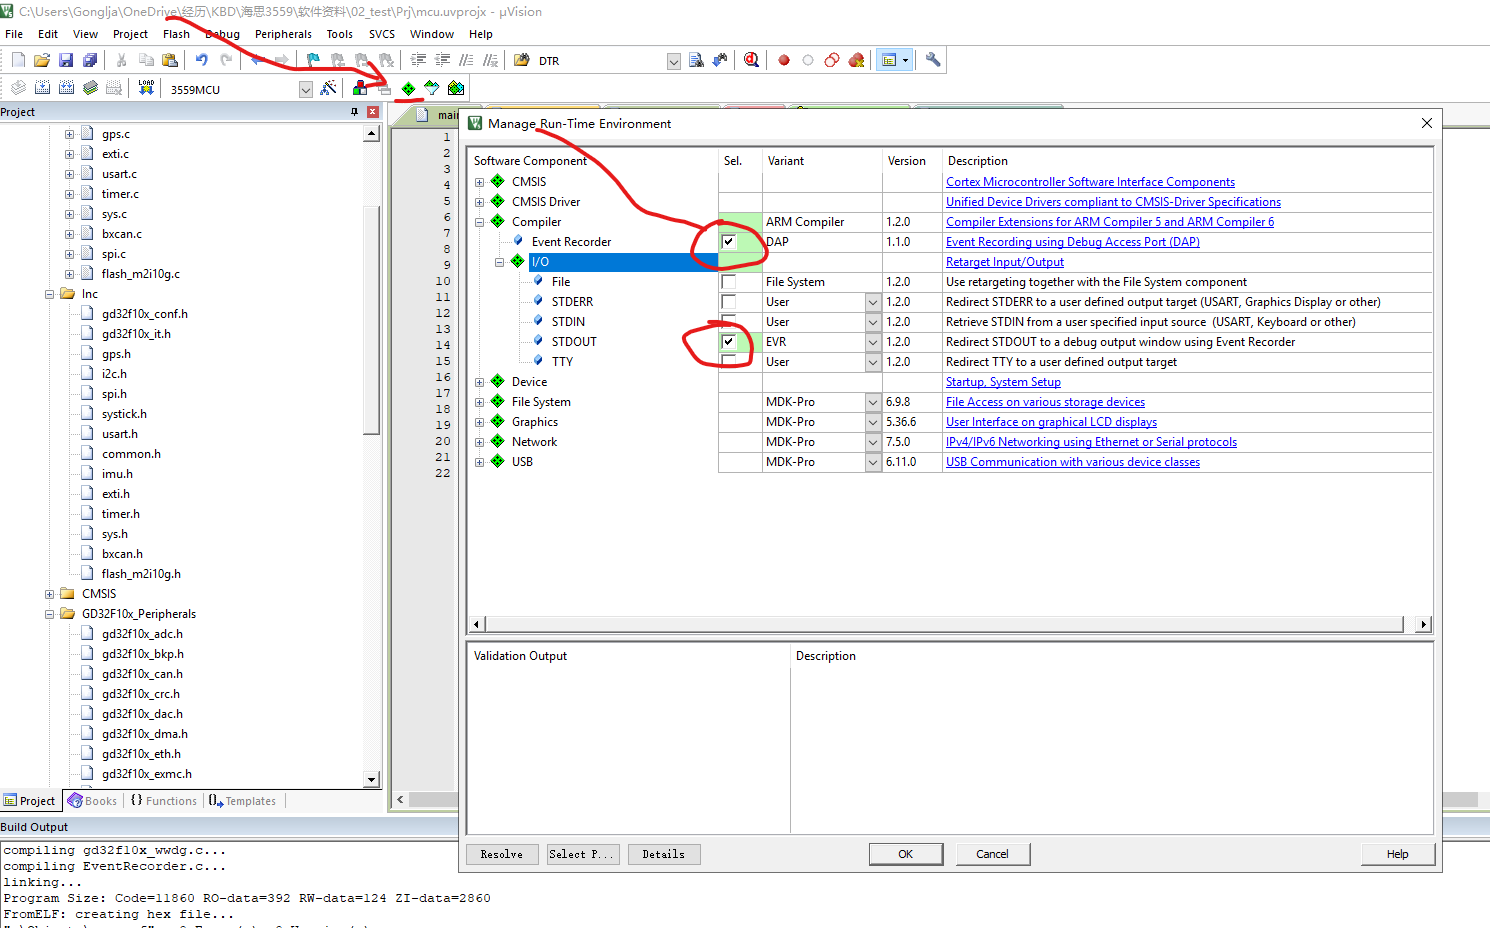 C:\Users\Gonglja\OneDrive\经历\KBD\海思3559\软件资料\02_test\Prj\mcu.uvprojx - µVision
File Edit View Project Flash Debug Peripherals Tools SVCS Window Help
DTR
LOAD
3559MCU
Project
gps.c
exti.c
usart.c
timer.c
sys.c
bxcan.c
spi.c
flash_m2i10g.c
Inc
gd32f10x_conf.h
gd32f10x_it.h
gps.h
i2c.h
spi.h
systick.h
usart.h
common.h
imu.h
exti.h
timer.h
sys.h
bxcan.h
flash_m2i10g.h
CMSIS
GD32F10x_Peripherals
gd32f10x_adc.h
gd32f10x_bkp.h
gd32f10x_can.h
gd32f10x_crc.h
gd32f10x_dac.h
gd32f10x_dma.h
gd32f10x_eth.h
gd32f10x_exmc.h
Project Books {} Functions Templates
1
2
3
4
5
6
7
8
9
10
11
12
13
14
15
16
17
18
19
20
21
22
Manage Run-Time Environment
Software Component Sel. Variant Version Description
CMSIS Cortex Microcontroller Software Interface Components
CMSIS Driver Unified Device Drivers compliant to CMSIS-Driver Specifications
Compiler ARM Compiler 1.2.0 Compiler Extensions for ARM Compiler 5 and ARM Compiler 6
Event Recorder DAP 1.1.0 Event Recording using Debug Access Port (DAP)
I/O Retarget Input/Output
File File System 1.2.0 Use retargeting together with the File System component
STDERR User 1.2.0 Redirect STDERR to a user defined output target (USART, Graphics Display or other)
STDIN User 1.2.0 Retrieve STDIN from a user specified input source (USART, Keyboard or other)
STDOUT EVR 1.2.0 Redirect STDOUT to a debug output window using Event Recorder
TTY User 1.2.0 Redirect TTY to a user defined output target
Device Startup, System Setup
File System MDK-Pro 6.9.8 File Access on various storage devices
Graphics MDK-Pro 5.36.6 User Interface on graphical LCD displays
Network MDK-Pro 7.5.0 IPv4/IPv6 Networking using Ethernet or Serial protocols
USB MDK-Pro 6.11.0 USB Communication with various device classes
Validation Output Description
Resolve Select P... Details OK Cancel Help
Build Output
compiling gd32f10x_wwdg.c...
compiling EventRecorder.c...
linking...
Program Size: Code=11860 RO-data=392 RW-data=124 ZI-data=2860
FromELF: creating hex file...